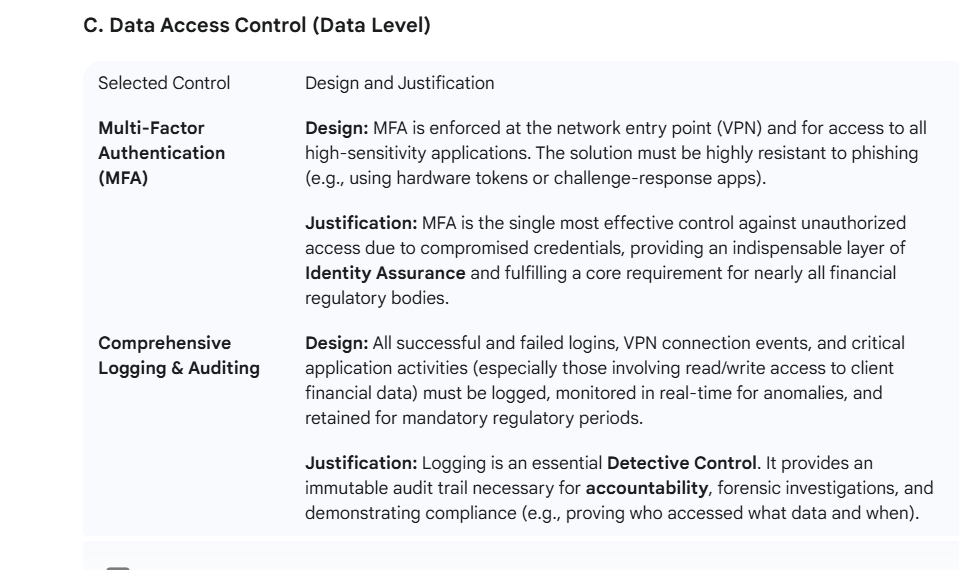 C. Data Access Control (Data Level)
Selected Control
Design and Justification
Multi-Factor
Authentication
(MFA)
Design: MFA is enforced at the network entry point (VPN) and for access to all
high-sensitivity applications. The solution must be highly resistant to phishing
(e.g., using hardware tokens or challenge-response apps).
Justification: MFA is the single most effective control against unauthorized
access due to compromised credentials, providing an indispensable layer of
Identity Assurance and fulfilling a core requirement for nearly all financial
regulatory bodies.
Comprehensive
Logging & Auditing
Design: All successful and failed logins, VPN connection events, and critical
application activities (especially those involving read/write access to client
financial data) must be logged, monitored in real-time for anomalies, and
retained for mandatory regulatory periods.
Justification: Logging is an essential Detective Control. It provides an
immutable audit trail necessary for accountability, forensic investigations, and
demonstrating compliance (e.g., proving who accessed what data and when).